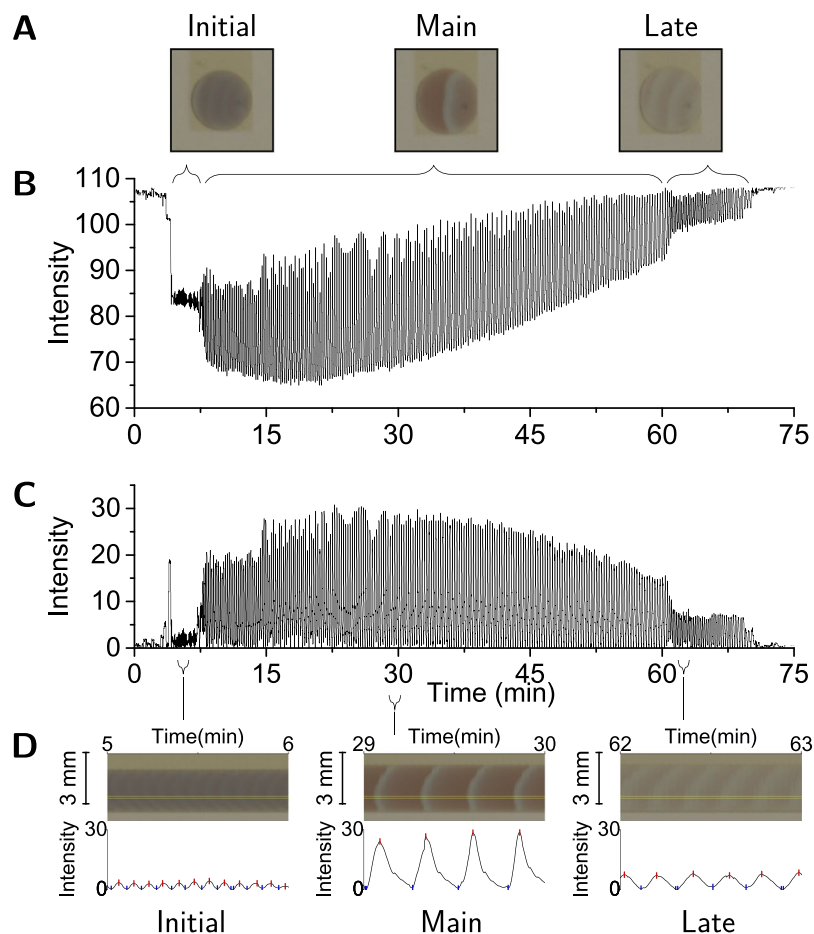 A
Initial Main Late
B
Intensity
110
100
90
80
70
60
0 15 30 45 60 75
C
Intensity
30
20
10
0
0 15 30 45 60 75
Time (min)
D
5 Time(min) 6
3 mm
Intensity
30
0
Initial
29 Time(min) 30
3 mm
Intensity
30
0
Main
62 Time(min) 63
3 mm
Intensity
30
0
Late